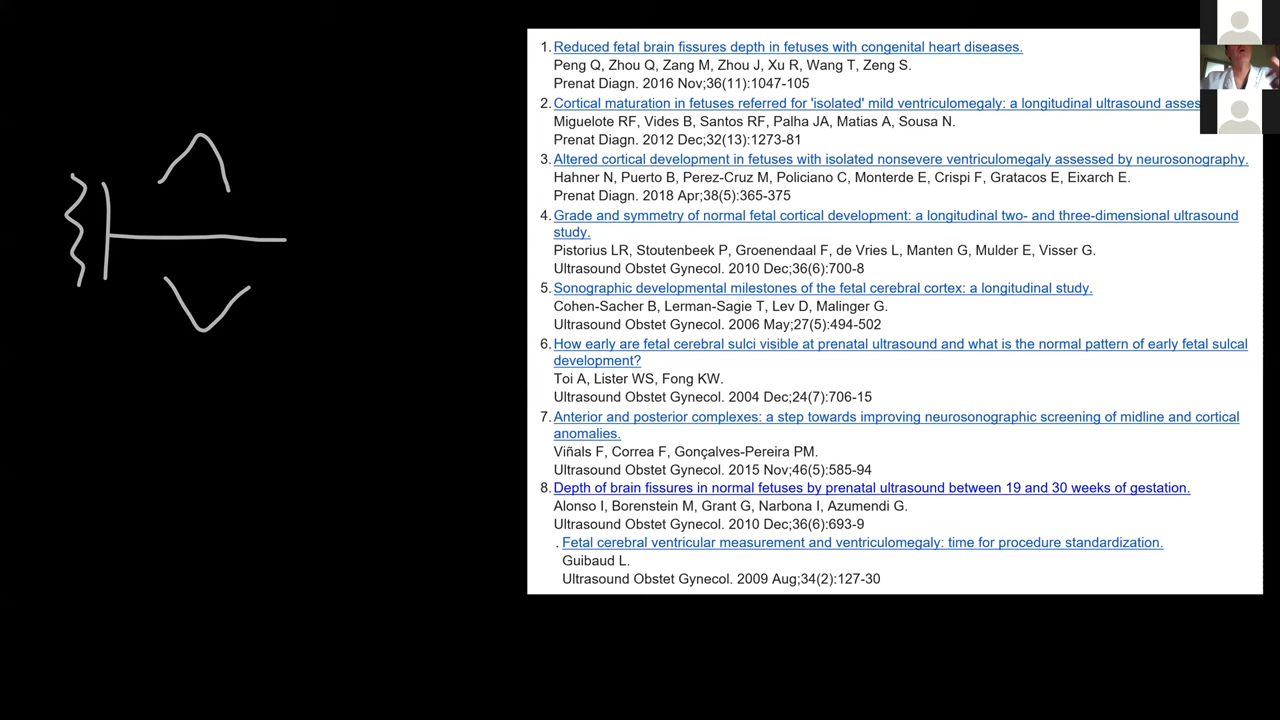 1. Reduced fetal brain fissures depth in fetuses with congenital heart diseases.
Peng Q, Zhou Q, Zang M, Zhou J, Xu R, Wang T, Zeng S.
Prenat Diagn. 2016 Nov;36(11):1047-105
2. Cortical maturation in fetuses referred for 'isolated' mild ventriculomegaly: a longitudinal ultrasound asses
Miguelote RF, Vides B, Santos RF, Palha JA, Matias A, Sousa N.
Prenat Diagn. 2012 Dec;32(13):1273-81
3. Altered cortical development in fetuses with isolated nonsevere ventriculomegaly assessed by neurosonography.
Hahner N, Puerto B, Perez-Cruz M, Policiano C, Monterde E, Crispi F, Gratacos E, Eixarch E.
Prenat Diagn. 2018 Apr;38(5):365-375
4. Grade and symmetry of normal fetal cortical development: a longitudinal two- and three-dimensional ultrasound
study.
Pistorius LR, Stoutenbeek P, Groenendaal F, de Vries L, Manten G, Mulder E, Visser G.
Ultrasound Obstet Gynecol. 2010 Dec;36(6):700-8
5. Sonographic developmental milestones of the fetal cerebral cortex: a longitudinal study.
Cohen-Sacher B, Lerman-Sagie T, Lev D, Malinger G.
Ultrasound Obstet Gynecol. 2006 May;27(5):494-502
6. How early are fetal cerebral sulci visible at prenatal ultrasound and what is the normal pattern of early fetal sulcal
development?
Toi A, Lister WS, Fong KW.
Ultrasound Obstet Gynecol. 2004 Dec;24(7):706-15
7. Anterior and posterior complexes: a step towards improving neurosonographic screening of midline and cortical
anomalies.
Viñals F, Correa F, Gonçalves-Pereira PM.
Ultrasound Obstet Gynecol. 2015 Nov;46(5):585-94
8. Depth of brain fissures in normal fetuses by prenatal ultrasound between 19 and 30 weeks of gestation.
Alonso I, Borenstein M, Grant G, Narbona I, Azumendi G.
Ultrasound Obstet Gynecol. 2010 Dec;36(6):693-9
. Fetal cerebral ventricular measurement and ventriculomegaly: time for procedure standardization.
Guibaud L.
Ultrasound Obstet Gynecol. 2009 Aug;34(2):127-30